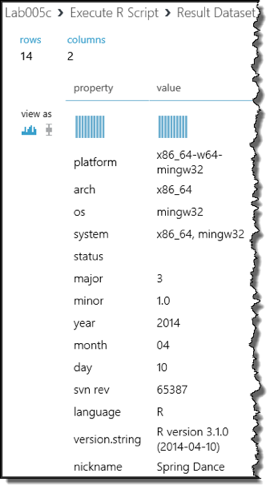 Lab005c > Execute R Script > Result Dataset
rows columns
14 2
property value
view as
platform x86_64-w64-
mingw32
arch x86_64
os mingw32
system x86_64, mingw32
status
major 3
minor 1.0
year 2014
month 04
day 10
svn rev 65387
language R
version.string R version 3.1.0
(2014-04-10)
nickname Spring Dance